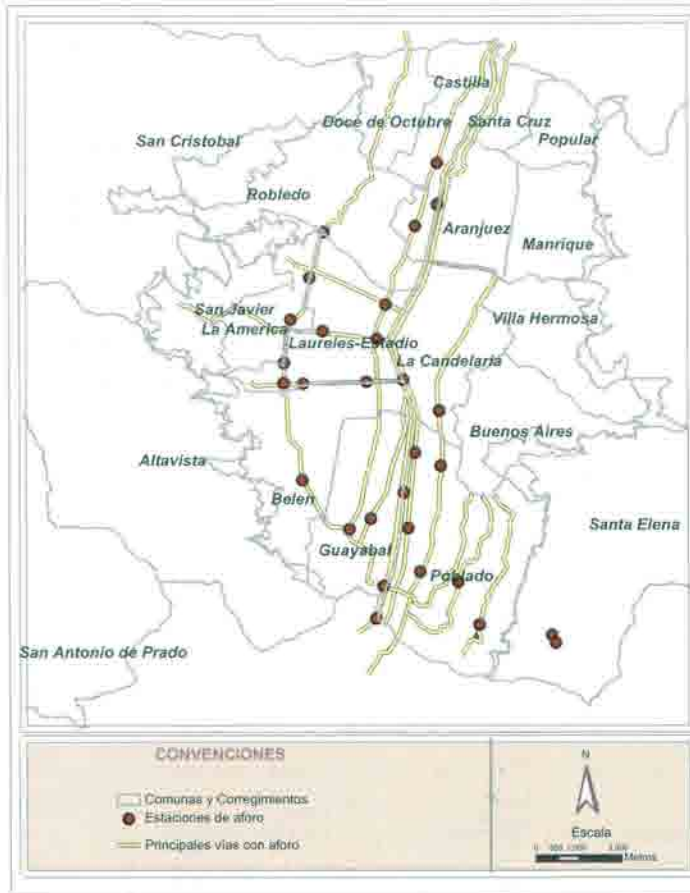 Castilla
Doce de Octubre
Santa Cruz
San Cristobal
Popular
Robledo
Aranjuez
Manrique
San Javier
La America
Villa Hermosa
Laureles-Estadio
La Candelaria
Buenos Aires
Altavista
Belen
Santa Elena
Guayabal
Poblado
San Antonio de Prado
CONVENCIONES
N
Comunas y Corregimientos
Estaciones de aforo
Escala
Principales vías con aforo
Metros